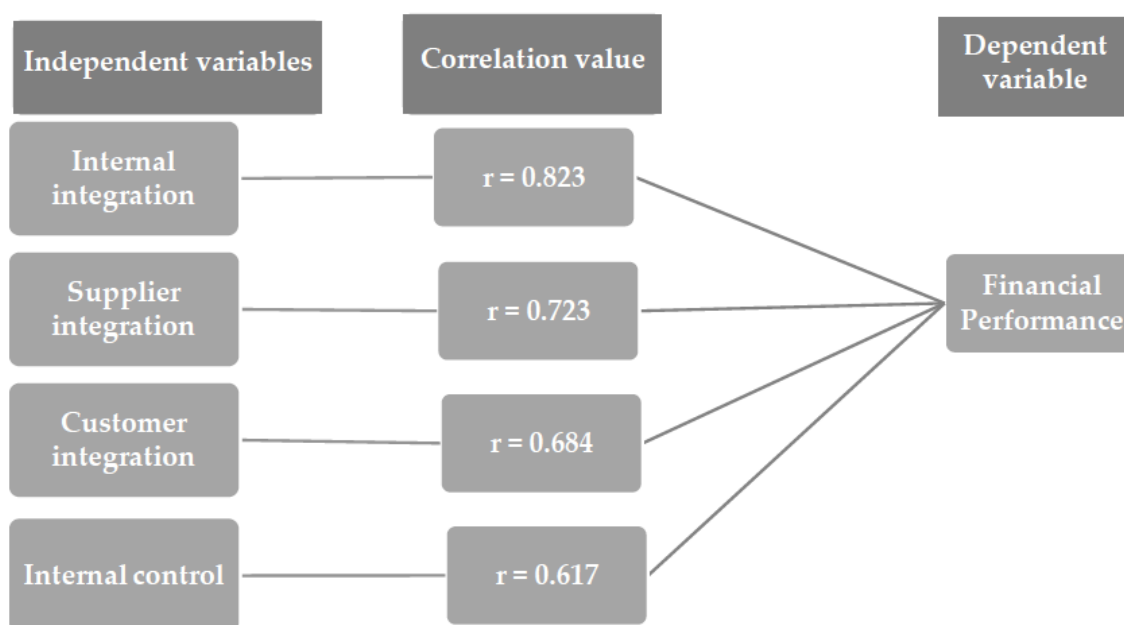 Independent variables
Correlation value
Dependent
variable
Internal
integration
r = 0.823
Supplier
integration
r = 0.723
Financial
Performance
Customer
integration
r = 0.684
Internal control
r = 0.617